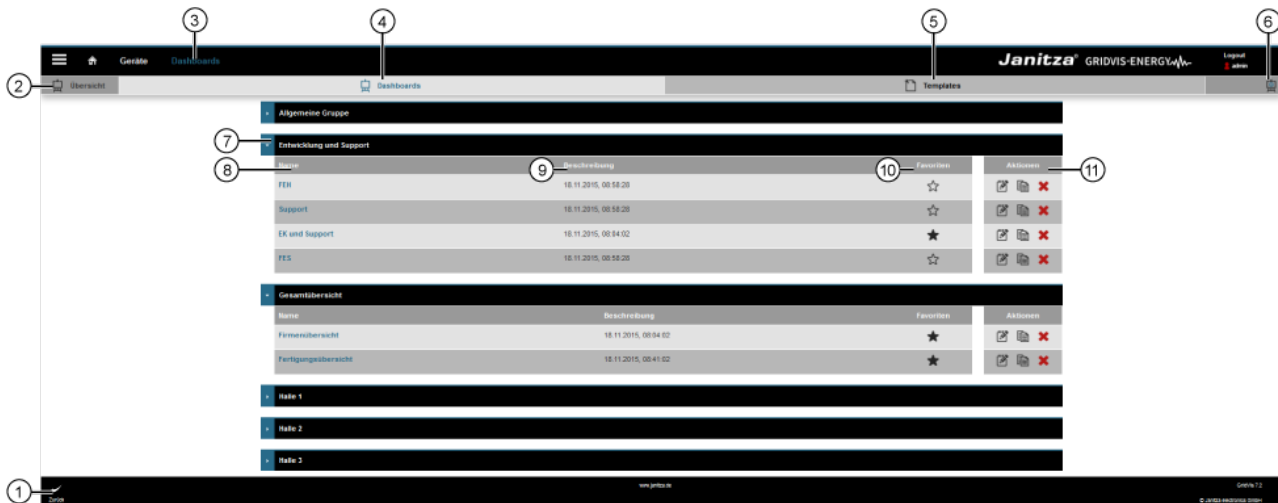 3 4 5 6
Geräte Dashboards Janitza® GRIDVIS-ENERGY Logout
admin
2 Übersicht Dashboards Templates
Allgemeine Gruppe
7 Entwicklung und Support
8 Name 9 Beschreibung 10 Favoriten Aktionen 11
FEH 18.11.2015, 08:58:28
Support 18.11.2015, 08:58:28
EK und Support 18.11.2015, 08:04:02
FES 18.11.2015, 08:58:28
Gesamtübersicht
Name Beschreibung Favoriten Aktionen
Firmenübersicht 18.11.2015, 08:04:02
Fertigungsübersicht 18.11.2015, 08:41:02
Halle 1
Halle 2
Halle 3
1 www.janitza.de GridVis 7.2
Zurück © Janitza electronics GmbH